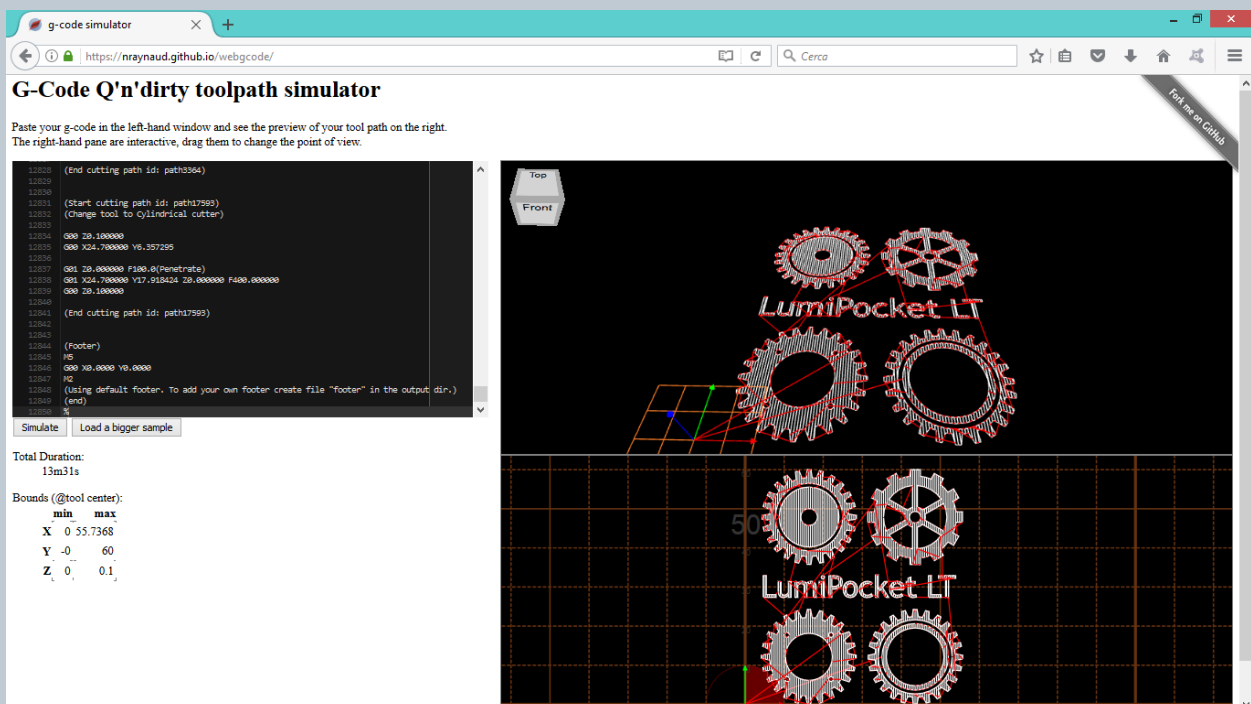 g-code simulator
https://nraynaud.github.io/webgcode/
Cerca
G-Code Q'n'dirty toolpath simulator
Fork me on GitHub
Paste your g-code in the left-hand window and see the preview of your tool path on the right.
The right-hand pane are interactive, drag them to change the point of view.
12828 (End cutting path id: path3364)
12829
12830
12831 (Start cutting path id: path17593)
12832 (Change tool to Cylindrical cutter)
12833
12834 G00 Z0.100000
12835 G00 X24.700000 Y6.357295
12836
12837 G01 Z0.000000 F100.0(Penetrate)
12838 G01 X24.700000 Y17.918424 Z0.000000 F400.000000
12839 G00 Z0.100000
12840
12841 (End cutting path id: path17593)
12842
12843
12844 (Footer)
12845 M5
12846 G00 X0.0000 Y0.0000
12847 M2
12848 (Using default footer. To add your own footer create file "footer" in the output dir.)
12849 (end)
12850 %
Simulate Load a bigger sample
Total Duration:
13m31s
Bounds (@tool center):
min max
X 0 55.7368
Y -0 60
Z 0 0.1
Top
Front
LumiPocket LT
50
LumiPocket LT